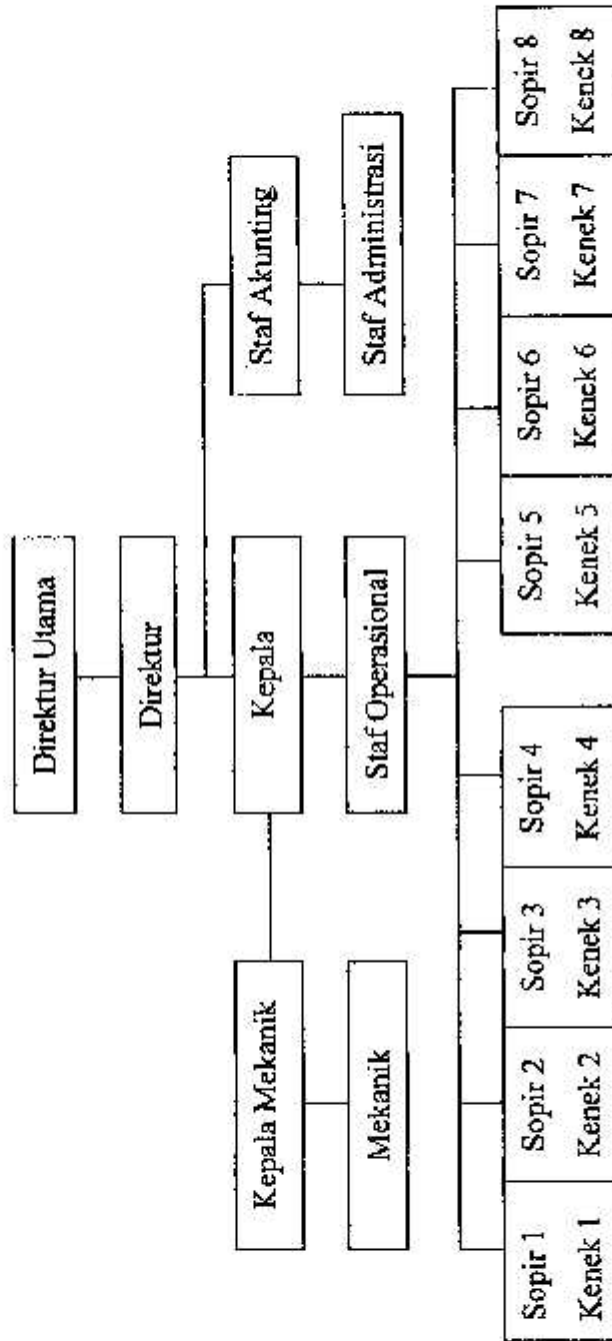 Direktur Utama
Direktur
Kepala Mekanik
Kepala
Staf Akunting
Mekanik
Staf Operasional
Staf Administrasi
Sopir 1
Kenek 1
Sopir 2
Kenek 2
Sopir 3
Kenek 3
Sopir 4
Kenek 4
Sopir 5
Kenek 5
Sopir 6
Kenek 6
Sopir 7
Kenek 7
Sopir 8
Kenek 8